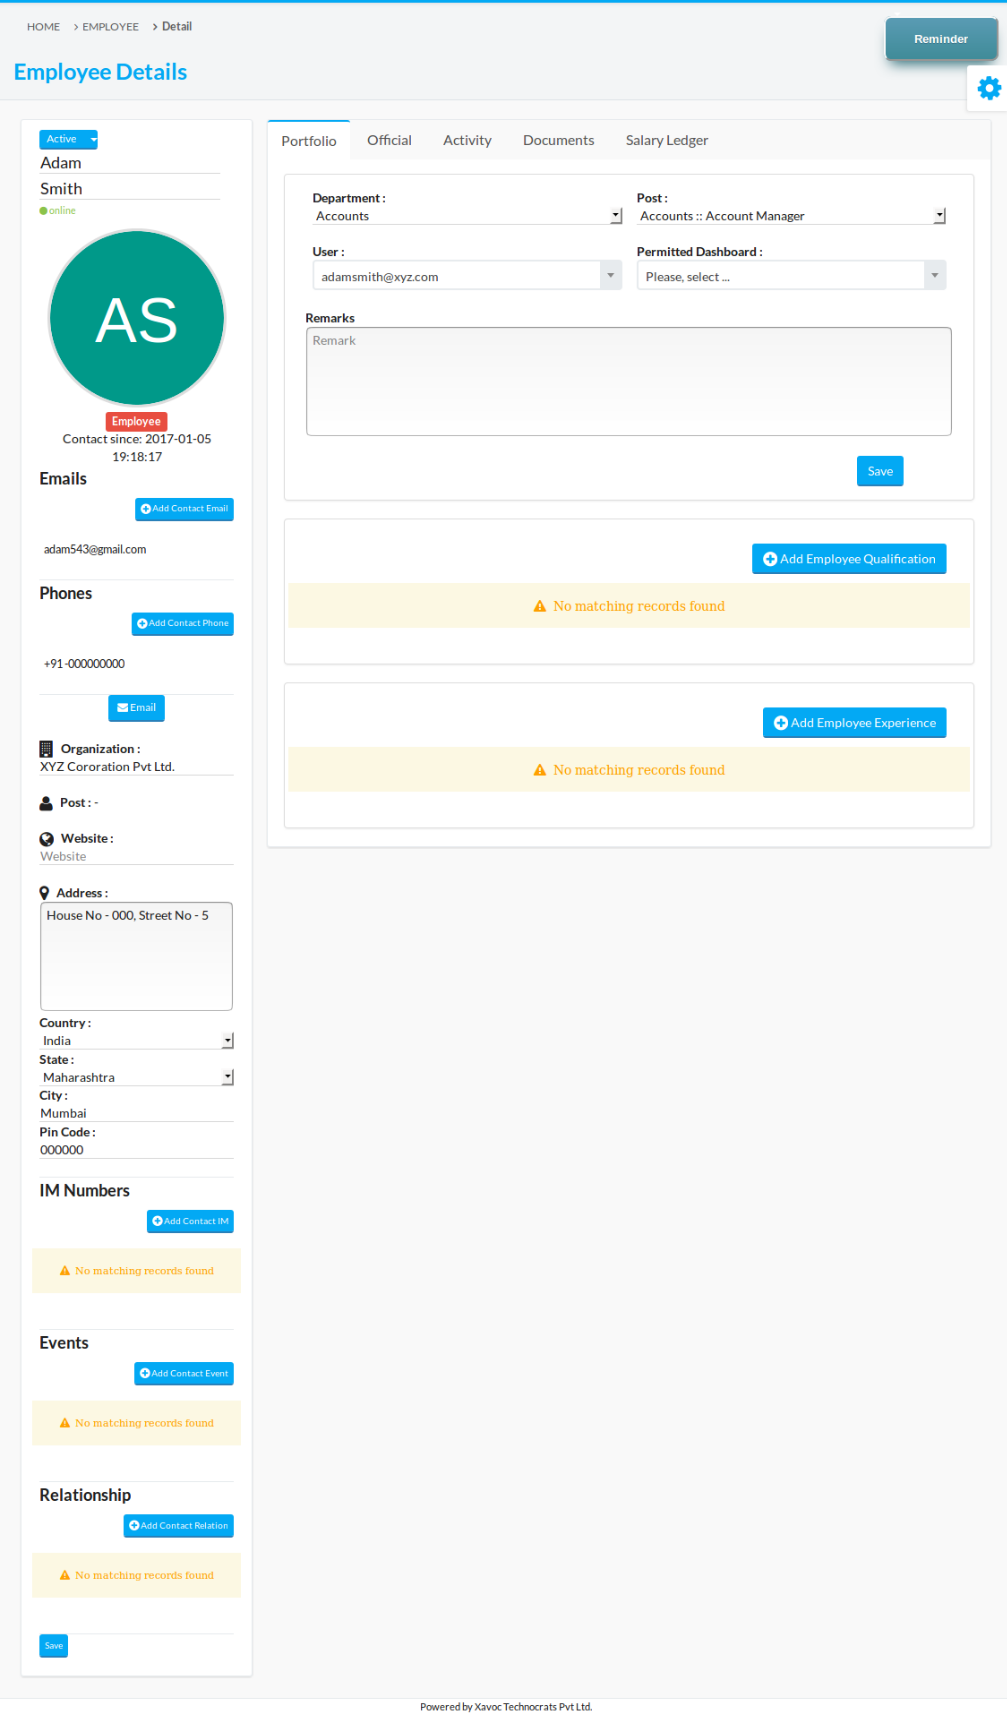 HOME > EMPLOYEE > Detail
Reminder
Employee Details
Active
Adam
Smith
online
AS
Employee
Contact since: 2017-01-05
19:18:17
Emails
Add Contact Email
adam543@gmail.com
Phones
Add Contact Phone
+91-000000000
Email
Organization :
XYZ Cororation Pvt Ltd.
Post : -
Website :
Website
Address :
House No - 000, Street No - 5
Country :
India
State :
Maharashtra
City :
Mumbai
Pin Code :
000000
IM Numbers
Add Contact IM
No matching records found
Events
Add Contact Event
No matching records found
Relationship
Add Contact Relation
No matching records found
Save
Portfolio Official Activity Documents Salary Ledger
Department : Post :
Accounts Accounts :: Account Manager
User : Permitted Dashboard :
adamsmith@xyz.com Please, select ...
Remarks
Remark
Save
Add Employee Qualification
No matching records found
Add Employee Experience
No matching records found
Powered by Xavoc Technocrats Pvt Ltd.